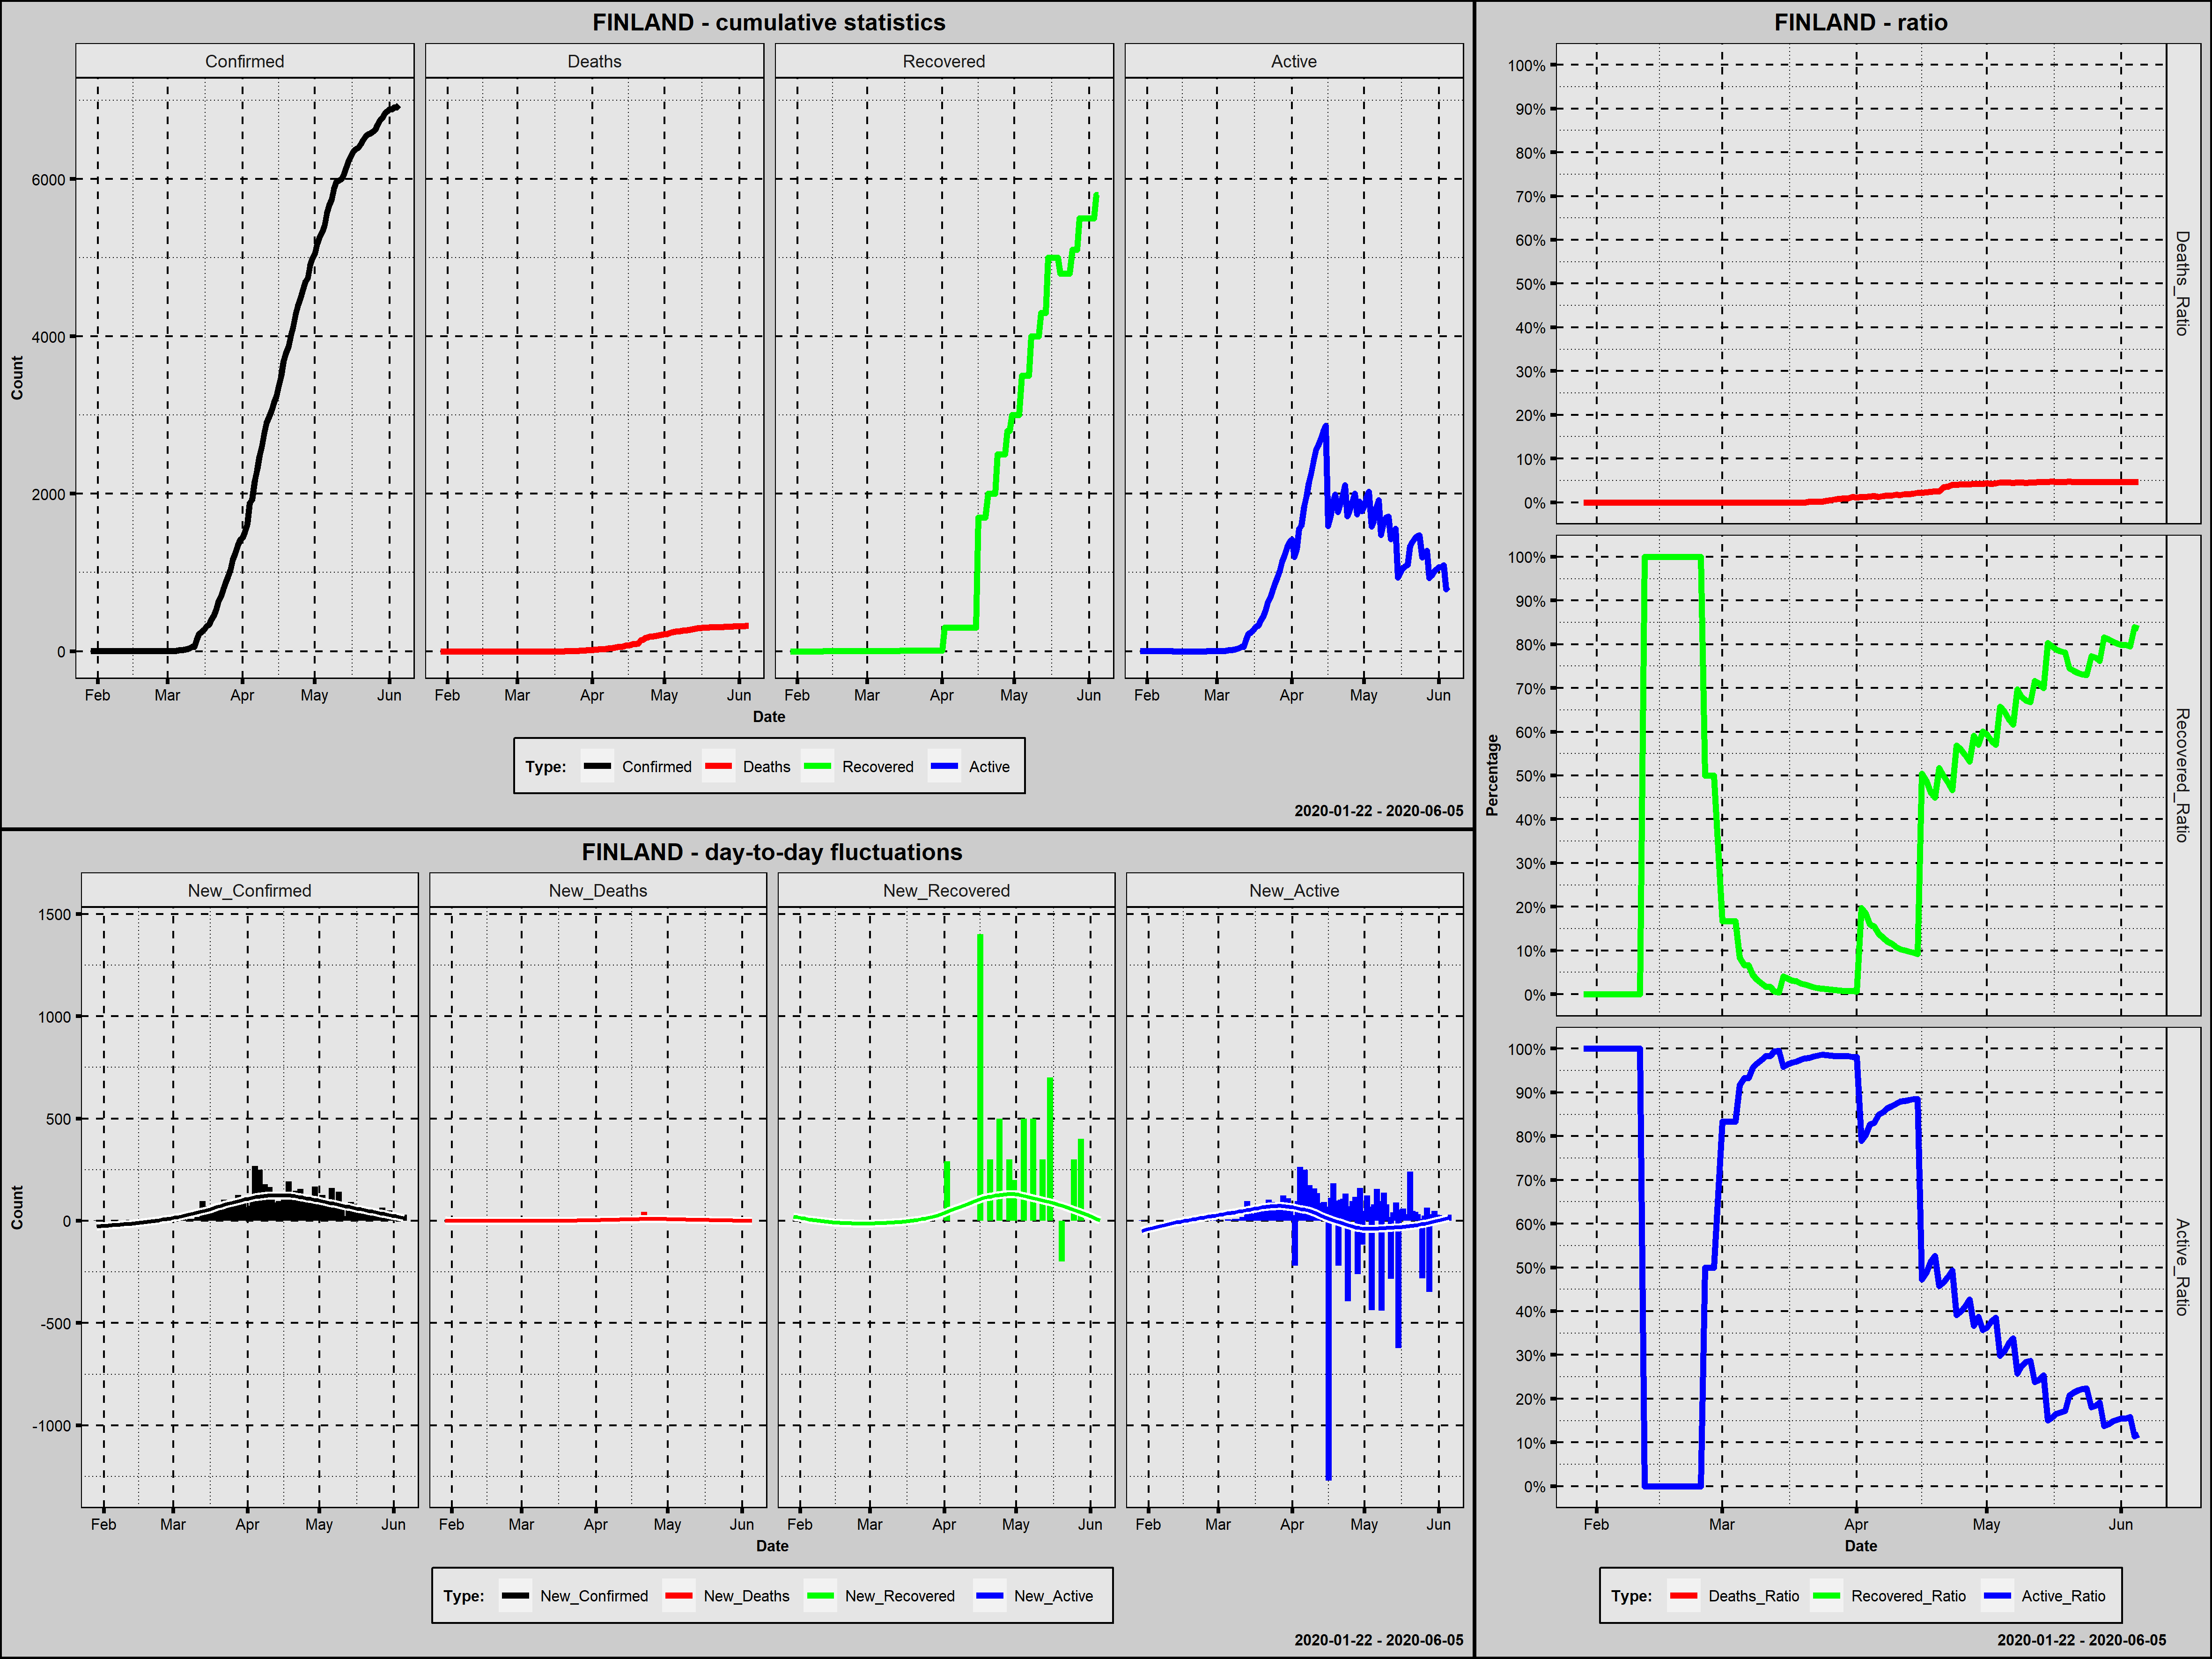 FINLAND - cumulative statistics
Confirmed Deaths Recovered Active
Count
6000
4000
2000
0
Feb Mar Apr May Jun Feb Mar Apr May Jun Feb Mar Apr May Jun Feb Mar Apr May Jun
Date
Type: Confirmed Deaths Recovered Active
2020-01-22 - 2020-06-05
FINLAND - day-to-day fluctuations
New_Confirmed New_Deaths New_Recovered New_Active
Count
1500
1000
500
0
-500
-1000
Feb Mar Apr May Jun Feb Mar Apr May Jun Feb Mar Apr May Jun Feb Mar Apr May Jun
Date
Type: New_Confirmed New_Deaths New_Recovered New_Active
2020-01-22 - 2020-06-05
FINLAND - ratio
Percentage
100%
90%
80%
70%
60%
50%
40%
30%
20%
10%
0%
Deaths_Ratio
100%
90%
80%
70%
60%
50%
40%
30%
20%
10%
0%
Recovered_Ratio
100%
90%
80%
70%
60%
50%
40%
30%
20%
10%
0%
Active_Ratio
Feb Mar Apr May Jun
Date
Type: Deaths_Ratio Recovered_Ratio Active_Ratio
2020-01-22 - 2020-06-05